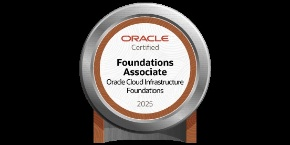 ORACLE
Certified
Foundations
Associate
Oracle Cloud Infrastructure
Foundations
2025